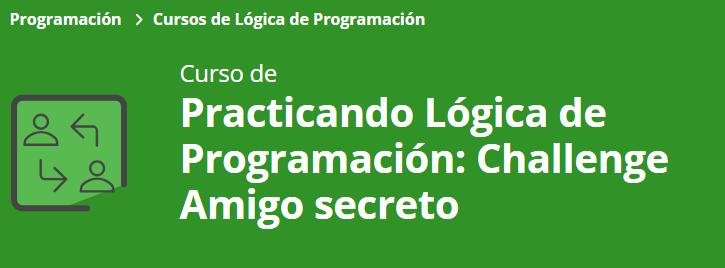 Programación > Cursos de Lógica de Programación
Curso de
Practicando Lógica de
Programación: Challenge
Amigo secreto